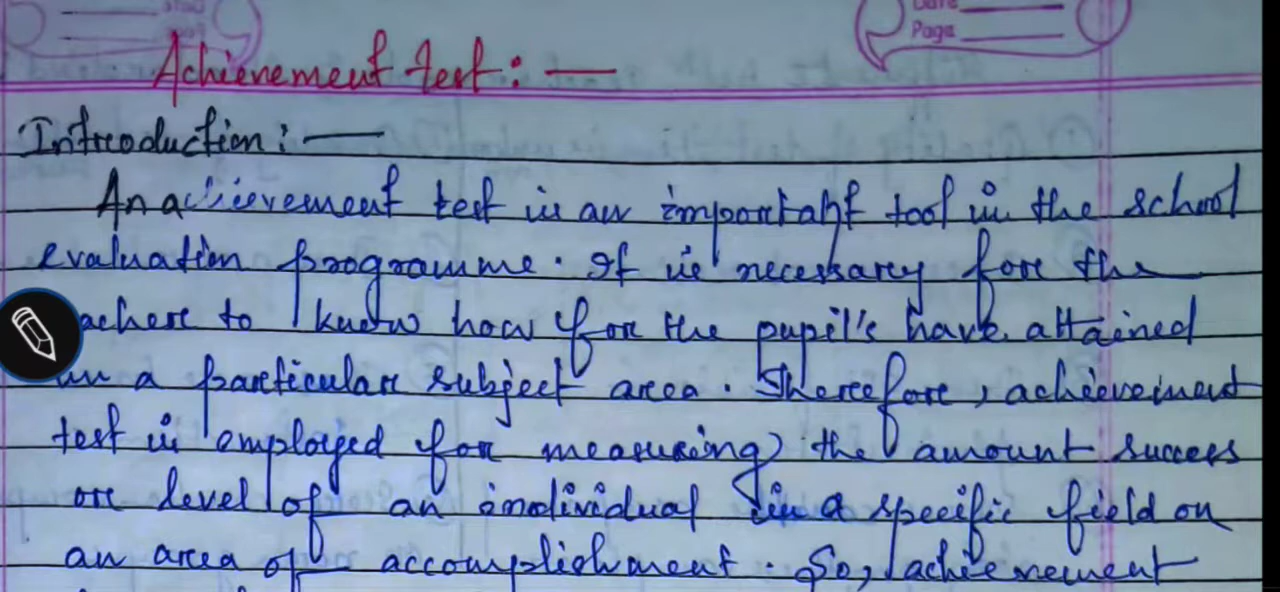 Date
Page
Achievement test : —
Introduction : —
An achievement test is an important tool in the school
evaluation programme. It is necessary for the
acher to know how for the pupil's have attained
in a particular subject area. Therefore, achievement
test is employed for measuring the amount success
or level of an individual in a specific field on
an area of accomplishment. So, achievement